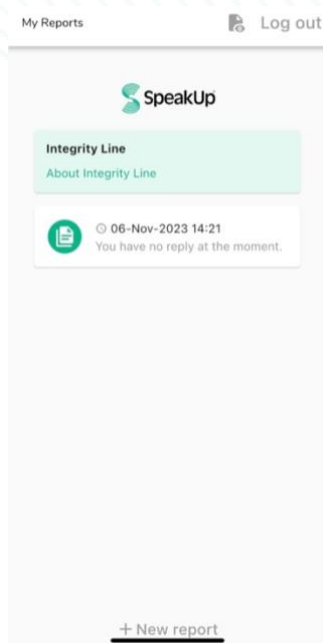 My Reports
Log out
SpeakUp
Integrity Line
About Integrity Line
06-Nov-2023 14:21
You have no reply at the moment.
+ New report